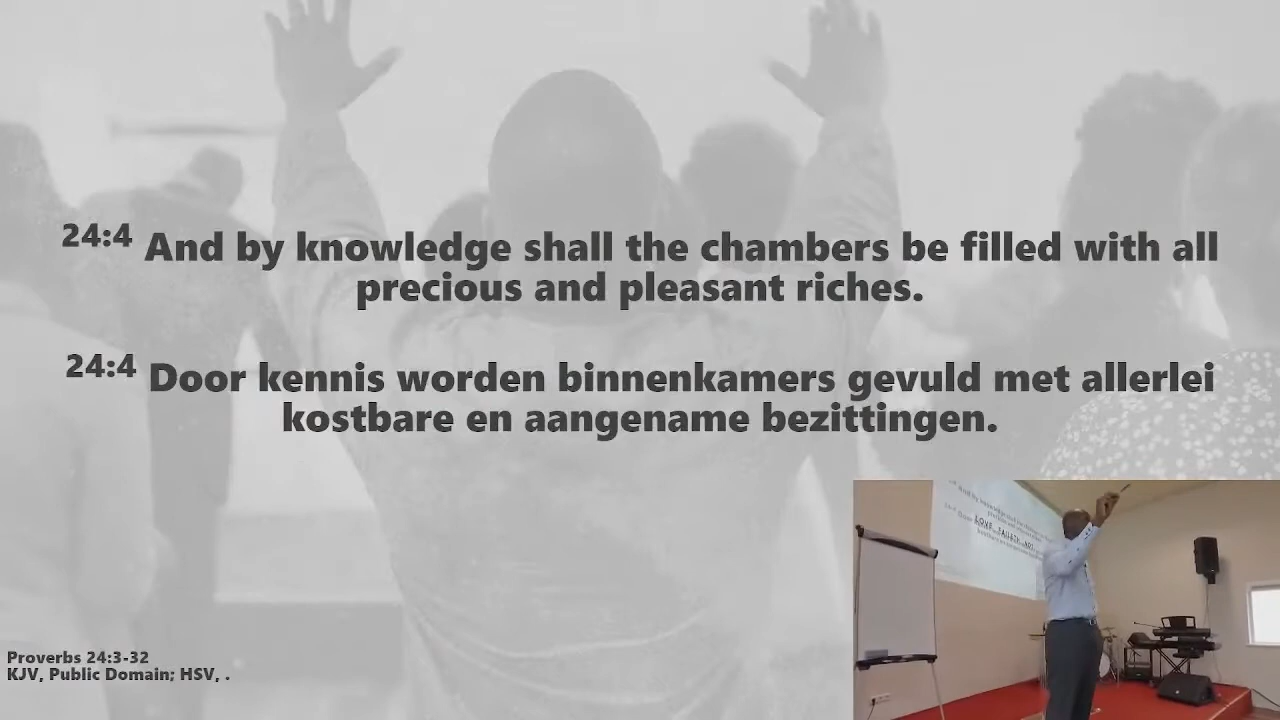 24:4 And by knowledge shall the chambers be filled with all
precious and pleasant riches.
24:4 Door kennis worden binnenkamers gevuld met allerlei
kostbare en aangename bezittingen.
Proverbs 24:3-32
KJV, Public Domain; HSV, .